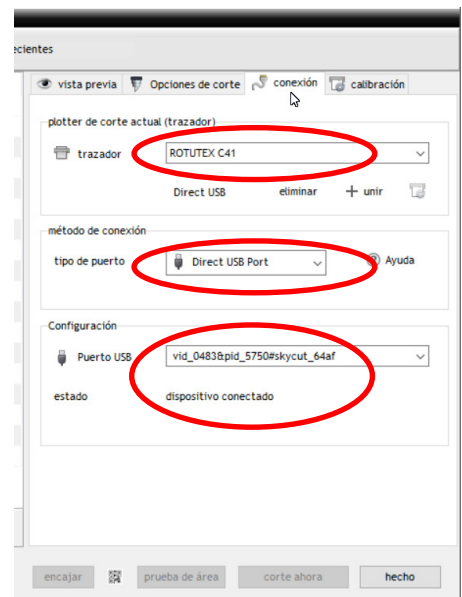 ecientes
vista previa Opciones de corte conexión calibración
plotter de corte actual (trazador)
trazador ROTUTEX C41
Direct USB eliminar + unir
método de conexión
tipo de puerto Direct USB Port Ayuda
Configuración
Puerto USB vid_0483&pid_5750#skycut_64af
estado dispositivo conectado
encajar prueba de área corte ahora hecho